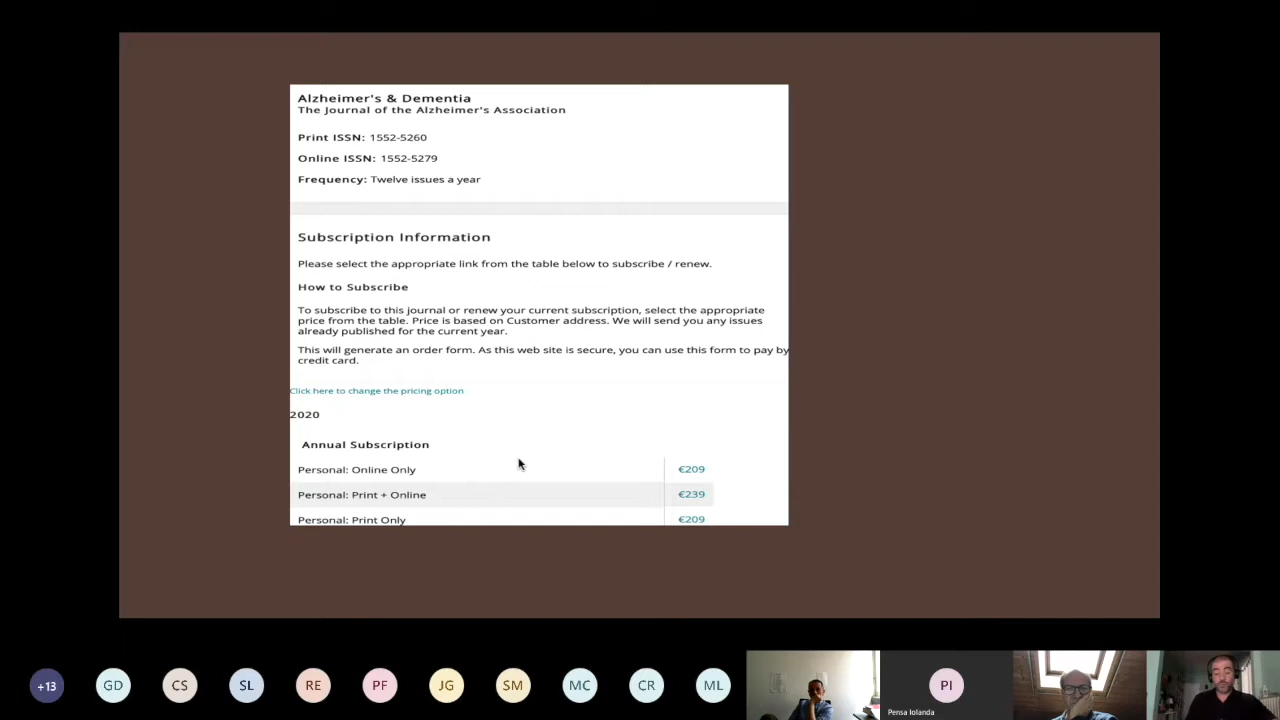 Alzheimer's & Dementia
The Journal of the Alzheimer's Association
Print ISSN: 1552-5260
Online ISSN: 1552-5279
Frequency: Twelve issues a year
Subscription Information
Please select the appropriate link from the table below to subscribe / renew.
How to Subscribe
To subscribe to this journal or renew your current subscription, select the appropriate
price from the table. Price is based on Customer address. We will send you any issues
already published for the current year.
This will generate an order form. As this web site is secure, you can use this form to pay by
credit card.
Click here to change the pricing option
2020
Annual Subscription
Personal: Online Only €209
Personal: Print + Online €239
Personal: Print Only €209
+13 GD CS SL RE PF JG SM MC CR ML PI
Pensa Iolanda